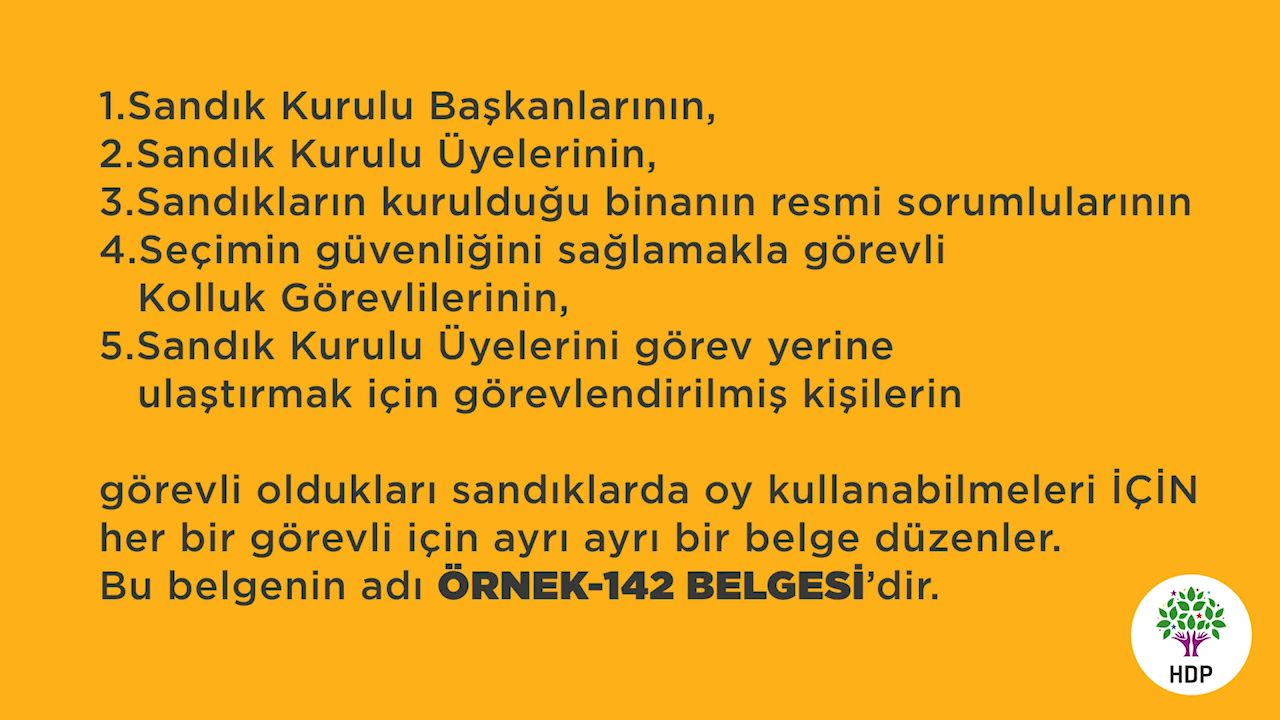 1.Sandık Kurulu Başkanlarının,
2.Sandık Kurulu Üyelerinin,
3.Sandıkların kurulduğu binanın resmi sorumlularının
4.Seçimin güvenliğini sağlamakla görevli
Kolluk Görevlilerinin,
5.Sandık Kurulu Üyelerini görev yerine
ulaştırmak için görevlendirilmiş kişilerin
görevli oldukları sandıklarda oy kullanabilmeleri İÇİN
her bir görevli için ayrı ayrı bir belge düzenler.
Bu belgenin adı ÖRNEK-142 BELGESİ’dir.
HDP